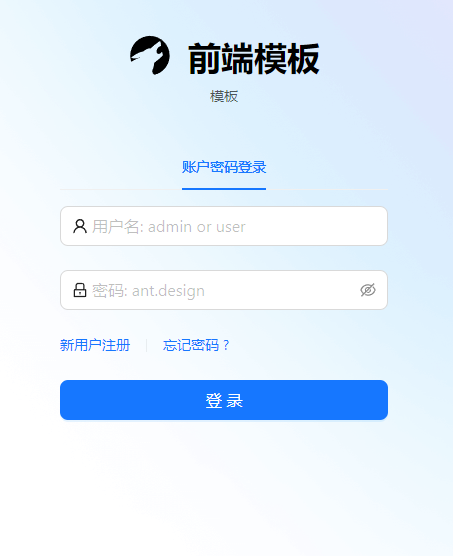 前端模板
模板
账户密码登录
用户名: admin or user
密码: ant.design
新用户注册 忘记密码 ?
登 录